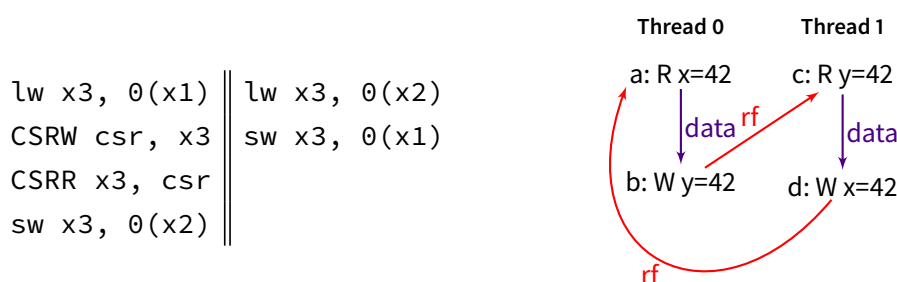 Thread 0 Thread 1
lw x3, 0(x1) lw x3, 0(x2)
CSRW csr, x3 sw x3, 0(x1)
CSRR x3, csr
sw x3, 0(x2)
a: R x=42 c: R y=42
data rf data
b: W y=42 d: W x=42
rf